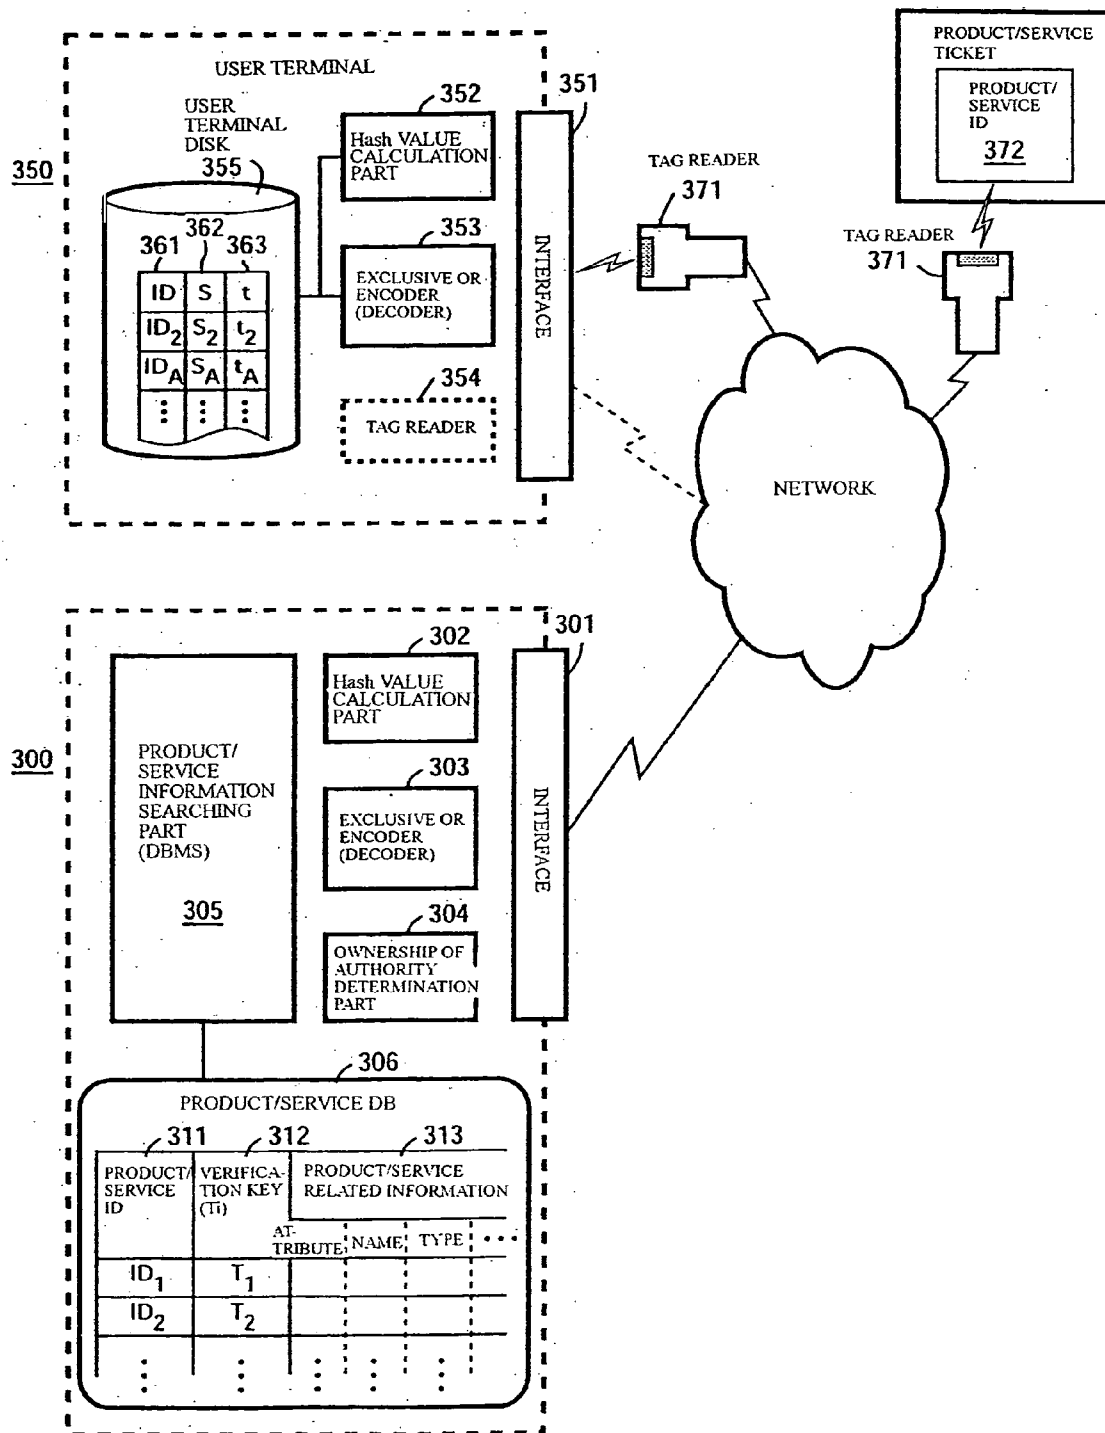 USER TERMINAL
USER
TERMINAL
DISK
355
350
361
362
363
ID
S
t
ID2
S2
t2
IDA
SA
tA
352
Hash VALUE
CALCULATION
PART
353
EXCLUSIVE OR
ENCODER
(DECODER)
354
TAG READER
351
INTERFACE
TAG READER
371
PRODUCT/SERVICE
TICKET
PRODUCT/
SERVICE
ID
372
TAG READER
371
NETWORK
300
PRODUCT/
SERVICE
INFORMATION
SEARCHING
PART
(DBMS)
305
302
Hash VALUE
CALCULATION
PART
303
EXCLUSIVE OR
ENCODER
(DECODER)
304
OWNERSHIP OF
AUTHORITY
DETERMINATION
PART
301
INTERFACE
306
PRODUCT/SERVICE DB
311
312
313
PRODUCT/
SERVICE
ID
VERIFICA-
TION KEY
(Ti)
PRODUCT/SERVICE
RELATED INFORMATION
AT-
TRIBUTE
NAME
TYPE
ID1
T1
ID2
T2